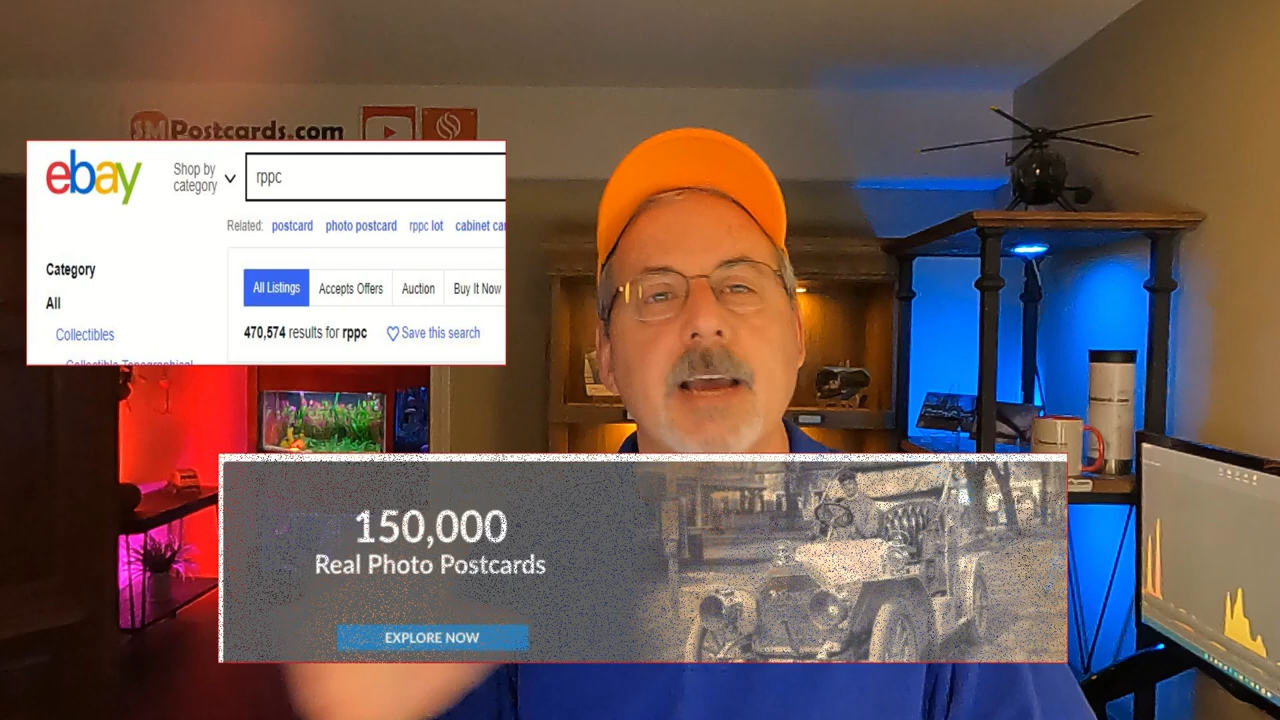 SMPostcards.com
ebay
Shop by category
rppc
Related: postcard photo postcard rppc lot cabinet ca
Category
All Listings Accepts Offers Auction Buy It Now
All
470,574 results for rppc Save this search
Collectibles
Collectible Topographical
150,000
Real Photo Postcards
EXPLORE NOW